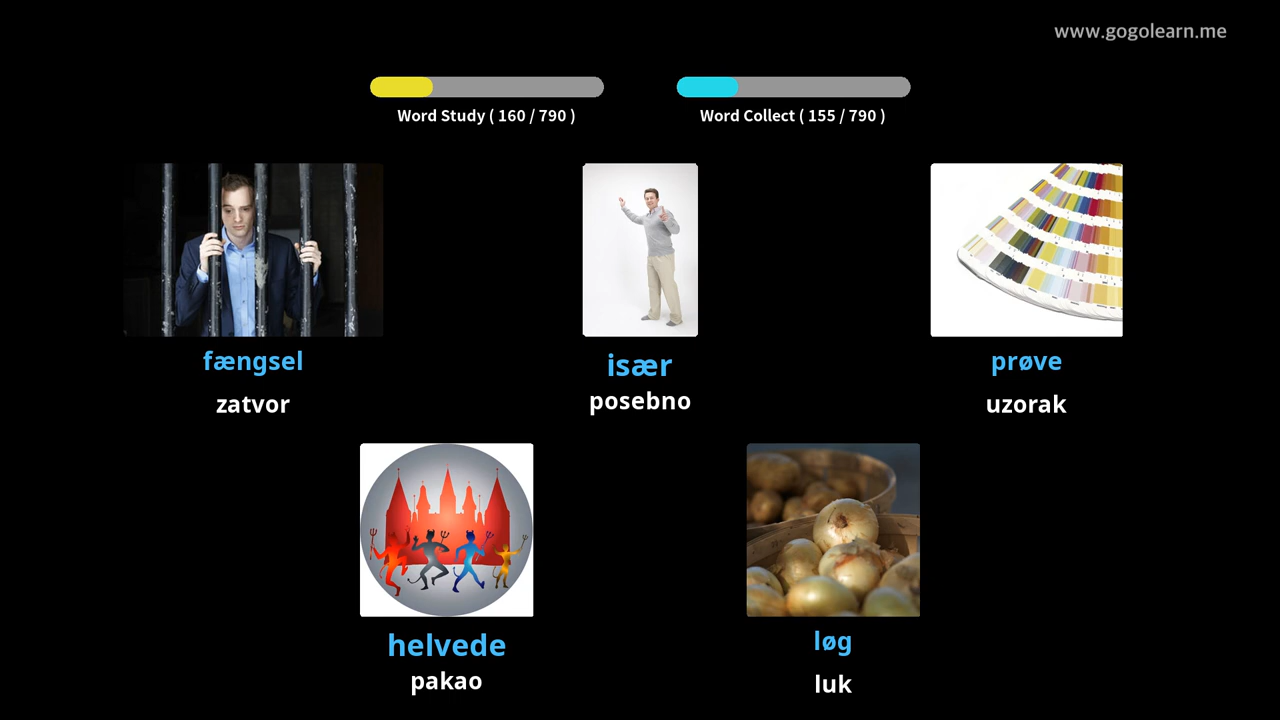 www.gogolearn.me
Word Study ( 160 / 790 )
Word Collect ( 155 / 790 )
fængsel
zatvor
især
posebno
prøve
uzorak
helvede
pakao
løg
luk